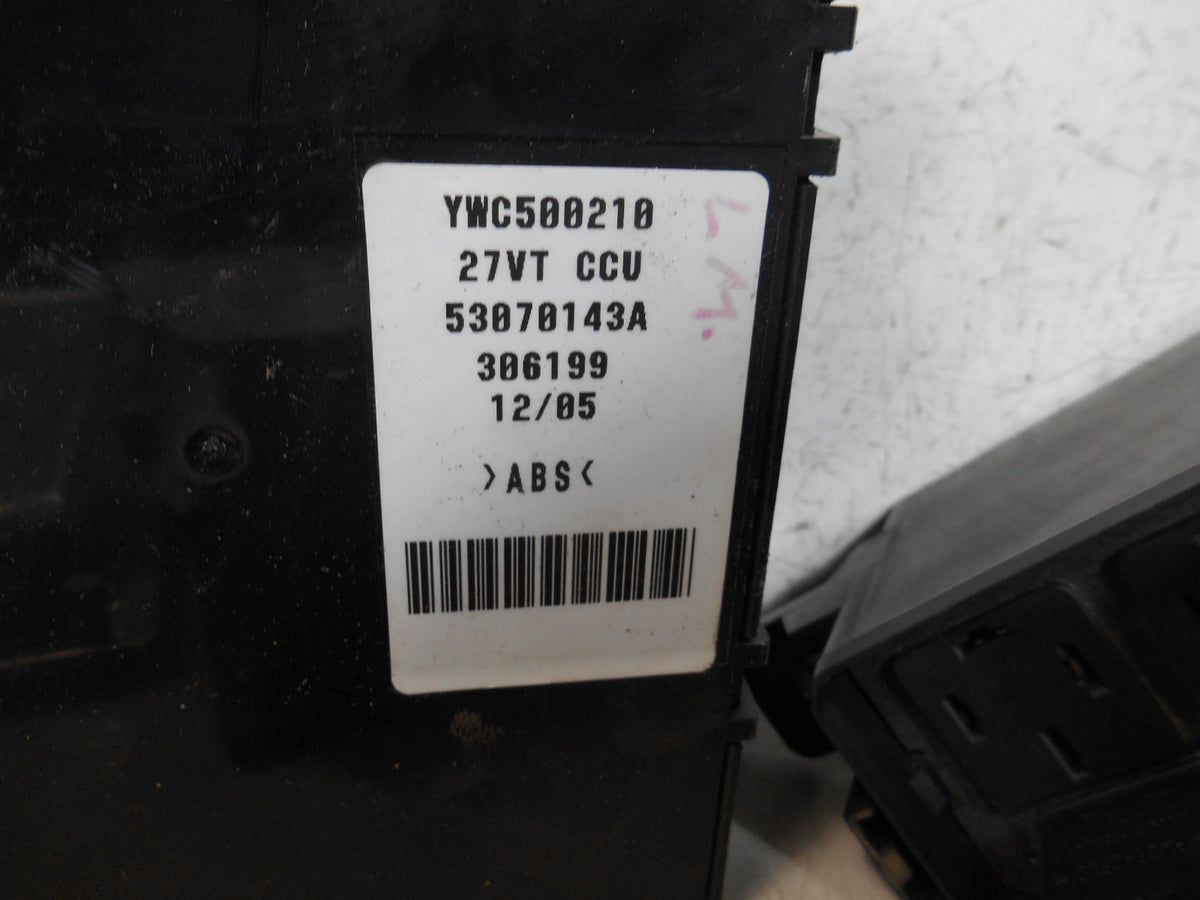 YWC500210
27VT CCU
53070143A
306199
12/05
>ABS<